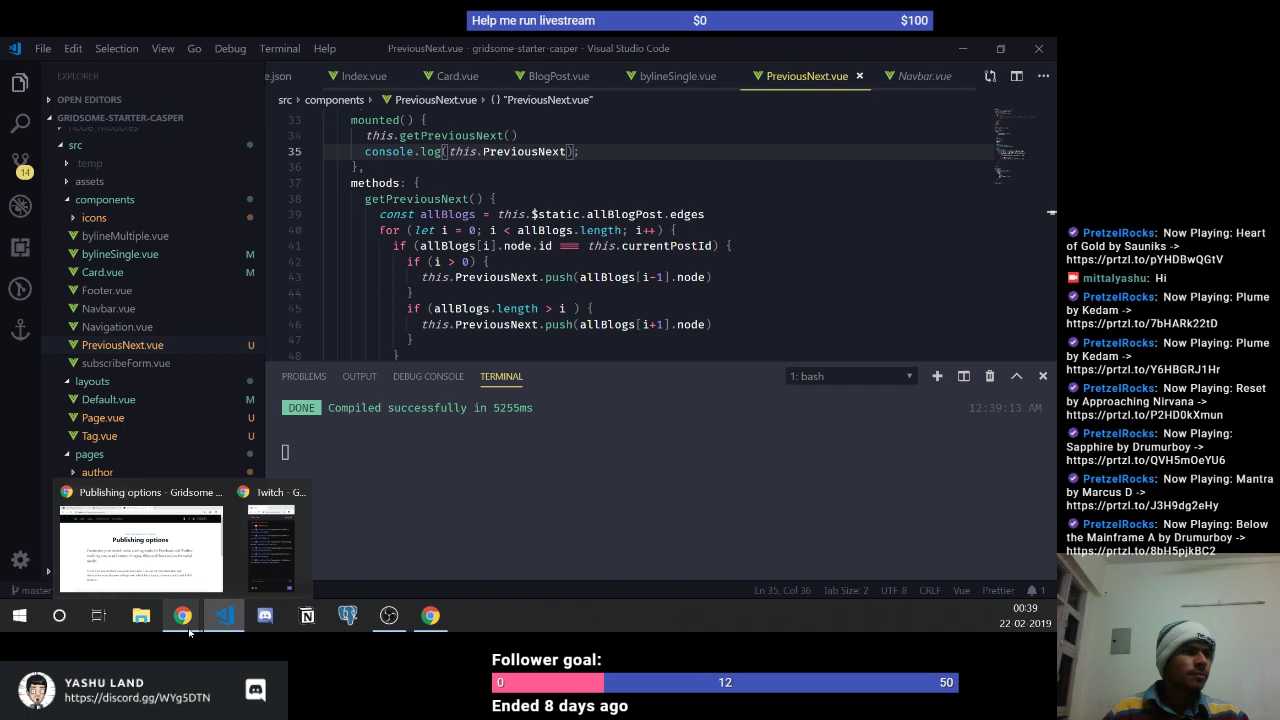 Help me run livestream $0 $100
File Edit Selection View Go Debug Terminal Help PreviousNext.vue - gridsome-starter-casper - Visual Studio Code
EXPLORER
OPEN EDITORS
GRIDSOME-STARTER-CASPER
node_modules
src
.temp
assets
components
icons
bylineMultiple.vue
bylineSingle.vue M
Card.vue M
Footer.vue
Navbar.vue
Navigation.vue
PreviousNext.vue U
subscribeForm.vue
layouts
Default.vue M
Page.vue U
Tag.vue U
pages
author
14
.json Index.vue Card.vue BlogPost.vue bylineSingle.vue PreviousNext.vue Navbar.vue
src components PreviousNext.vue {} "PreviousNext.vue"
33 mounted() {
34 this.getPreviousNext()
35 console.log(this.PreviousNext);
36 },
37 methods: {
38 getPreviousNext() {
39 const allBlogs = this.$static.allBlogPost.edges
40 for (let i = 0; i < allBlogs.length; i++) {
41 if (allBlogs[i].node.id === this.currentPostId) {
42 if (i > 0) {
43 this.PreviousNext.push(allBlogs[i-1].node)
44 }
45 if (allBlogs.length > i ) {
46 this.PreviousNext.push(allBlogs[i+1].node)
47 }
48 }
PROBLEMS OUTPUT DEBUG CONSOLE TERMINAL 1: bash
DONE Compiled successfully in 5255ms 12:39:13 AM
Publishing options - Gridsome ... Twitch - G...
Publishing options
master Ln 35, Col 36 Tab Size: 2 UTF-8 CRLF Vue Prettier 1
00:39
22-02-2019
PretzelRocks: Now Playing: Heart
of Gold by Sauniks ->
https://prtzl.to/pYHDBwQGtV
mittalyashu: Hi
PretzelRocks: Now Playing: Plume
by Kedam ->
https://prtzl.to/7bHARk22tD
PretzelRocks: Now Playing: Plume
by Kedam ->
https://prtzl.to/Y6HBGRJ1Hr
PretzelRocks: Now Playing: Reset
by Approaching Nirvana ->
https://prtzl.to/P2HD0kXmun
PretzelRocks: Now Playing:
Sapphire by Drumurboy ->
https://prtzl.to/QVH5mOeYU6
PretzelRocks: Now Playing: Mantra
by Marcus D ->
https://prtzl.to/J3H9dg2eHy
PretzelRocks: Now Playing: Below
the Mainframe A by Drumurboy ->
https://prtzl.to/8bH5pjkBC2
YASHU LAND
https://discord.gg/WYg5DTN
Follower goal:
0 12 50
Ended 8 days ago